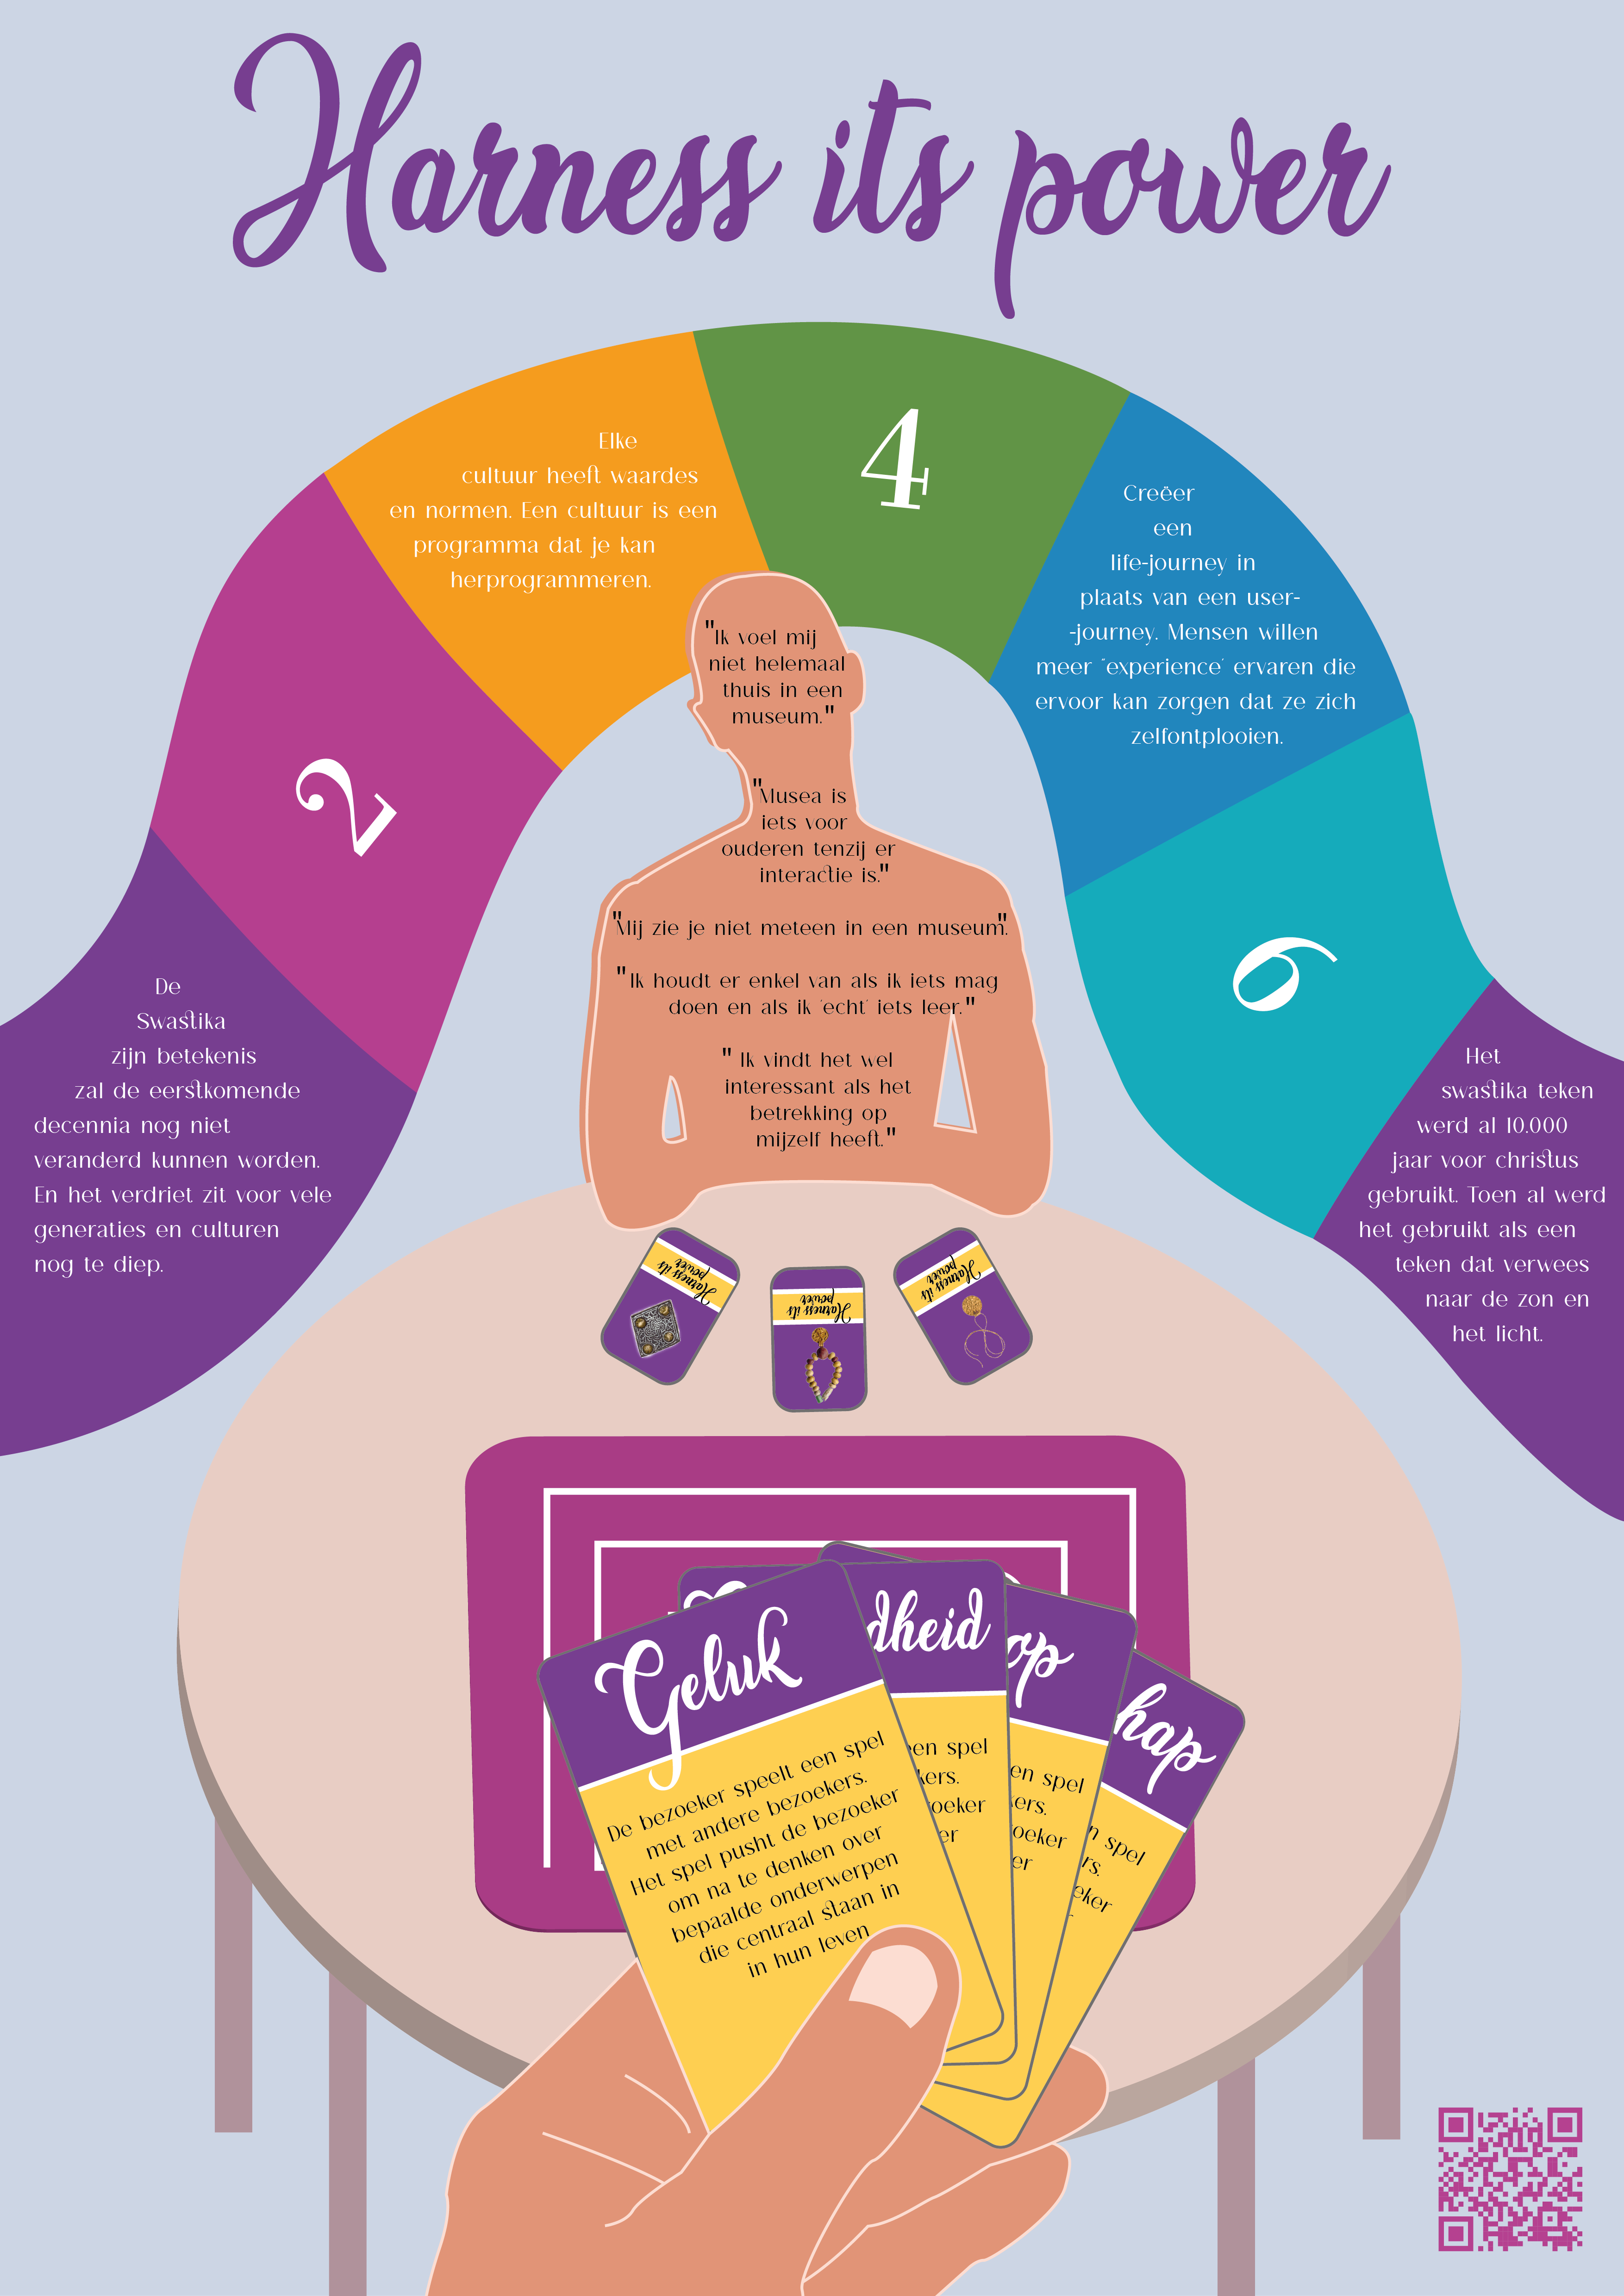 Harness its power
De
Swastika
zijn betekenis
zal de eerstkomende
decennia nog niet
veranderd kunnen worden.
En het verdriet zit voor vele
generaties en culturen
nog te diep.
2
Elke
cultuur heeft waardes
en normen. Een cultuur is een
programma dat je kan
herprogrammeren.
4
Creëer
een
life-journey in
plaats van een user-
-journey. Mensen willen
meer 'experience' ervaren die
ervoor kan zorgen dat ze zich
zelfontplooien.
6
Het
swastika teken
werd al 10.000
jaar voor christus
gebruikt. Toen al werd
het gebruikt als een
teken dat verwees
naar de zon en
het licht.
"Ik voel mij
niet helemaal
thuis in een
museum."
"Musea is
iets voor
ouderen tenzij er
interactie is."
"Mij zie je niet meteen in een museum."
"Ik houdt er enkel van als ik iets mag
doen en als ik 'echt' iets leer."
"Ik vindt het wel
interessant als het
betrekking op
mijzelf heeft."
Harness its
power
Harness its
power
Harness its
power
Geluk
De bezoeker speelt een spel
met andere bezoekers.
Het spel pusht de bezoeker
om na te denken over
bepaalde onderwerpen
die centraal staan in
in hun leven
dheid
en spel
kers.
oeker
er
op
en spel
ers.
oeker
er
hap
n spel
rs.
eker